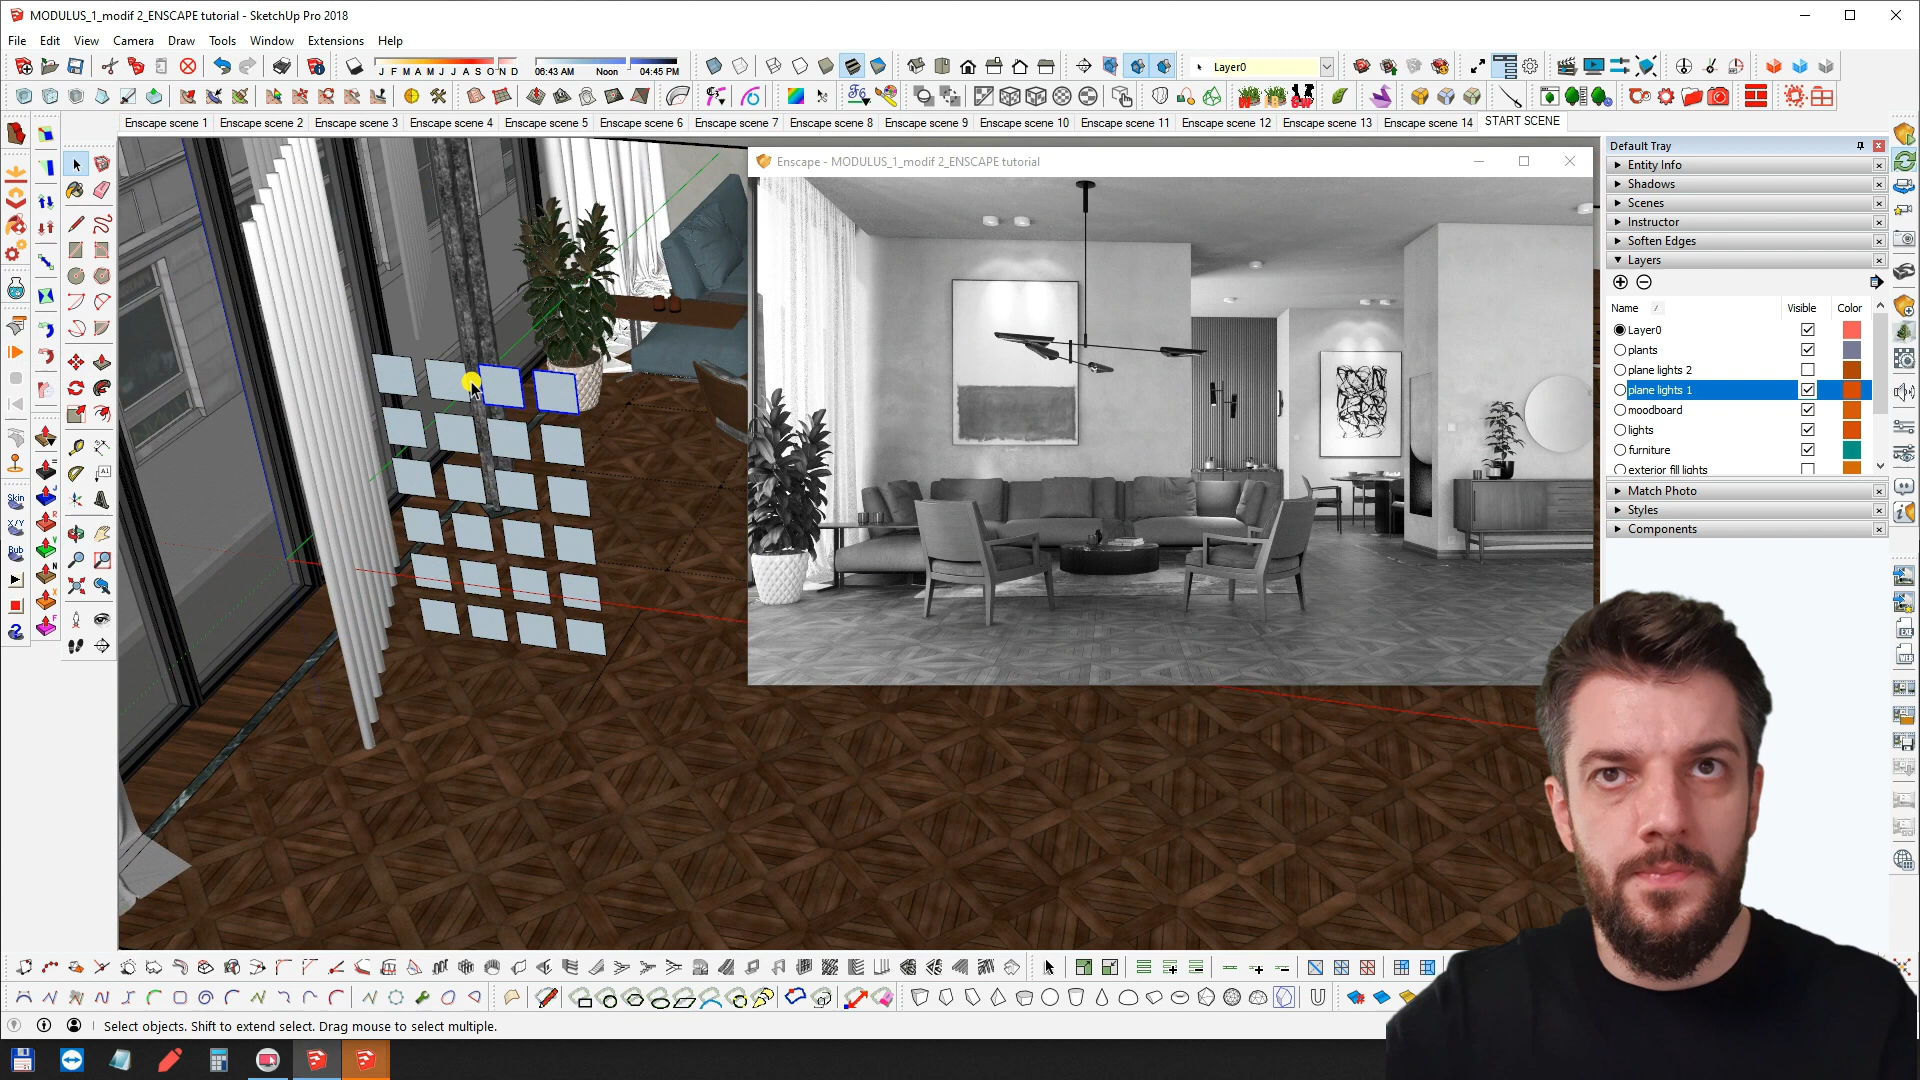 MODULUS_1_modif 2_ENSCAPE tutorial - SketchUp Pro 2018
File Edit View Camera Draw Tools Window Extensions Help
J F M A M J J A S O N D 06:43 AM Noon 04:45 PM Layer0
Enscape scene 1 Enscape scene 2 Enscape scene 3 Enscape scene 4 Enscape scene 5 Enscape scene 6 Enscape scene 7 Enscape scene 8 Enscape scene 9 Enscape scene 10 Enscape scene 11 Enscape scene 12 Enscape scene 13 Enscape scene 14 START SCENE
Enscape - MODULUS_1_modif 2_ENSCAPE tutorial
Default Tray
Entity Info
Shadows
Scenes
Instructor
Soften Edges
Layers
Name Visible Color
Layer0
plants
plane lights 2
plane lights 1
moodboard
lights
furniture
exterior fill lights
Match Photo
Styles
Components
Skin
X/Y
Bub
Select objects. Shift to extend select. Drag mouse to select multiple.